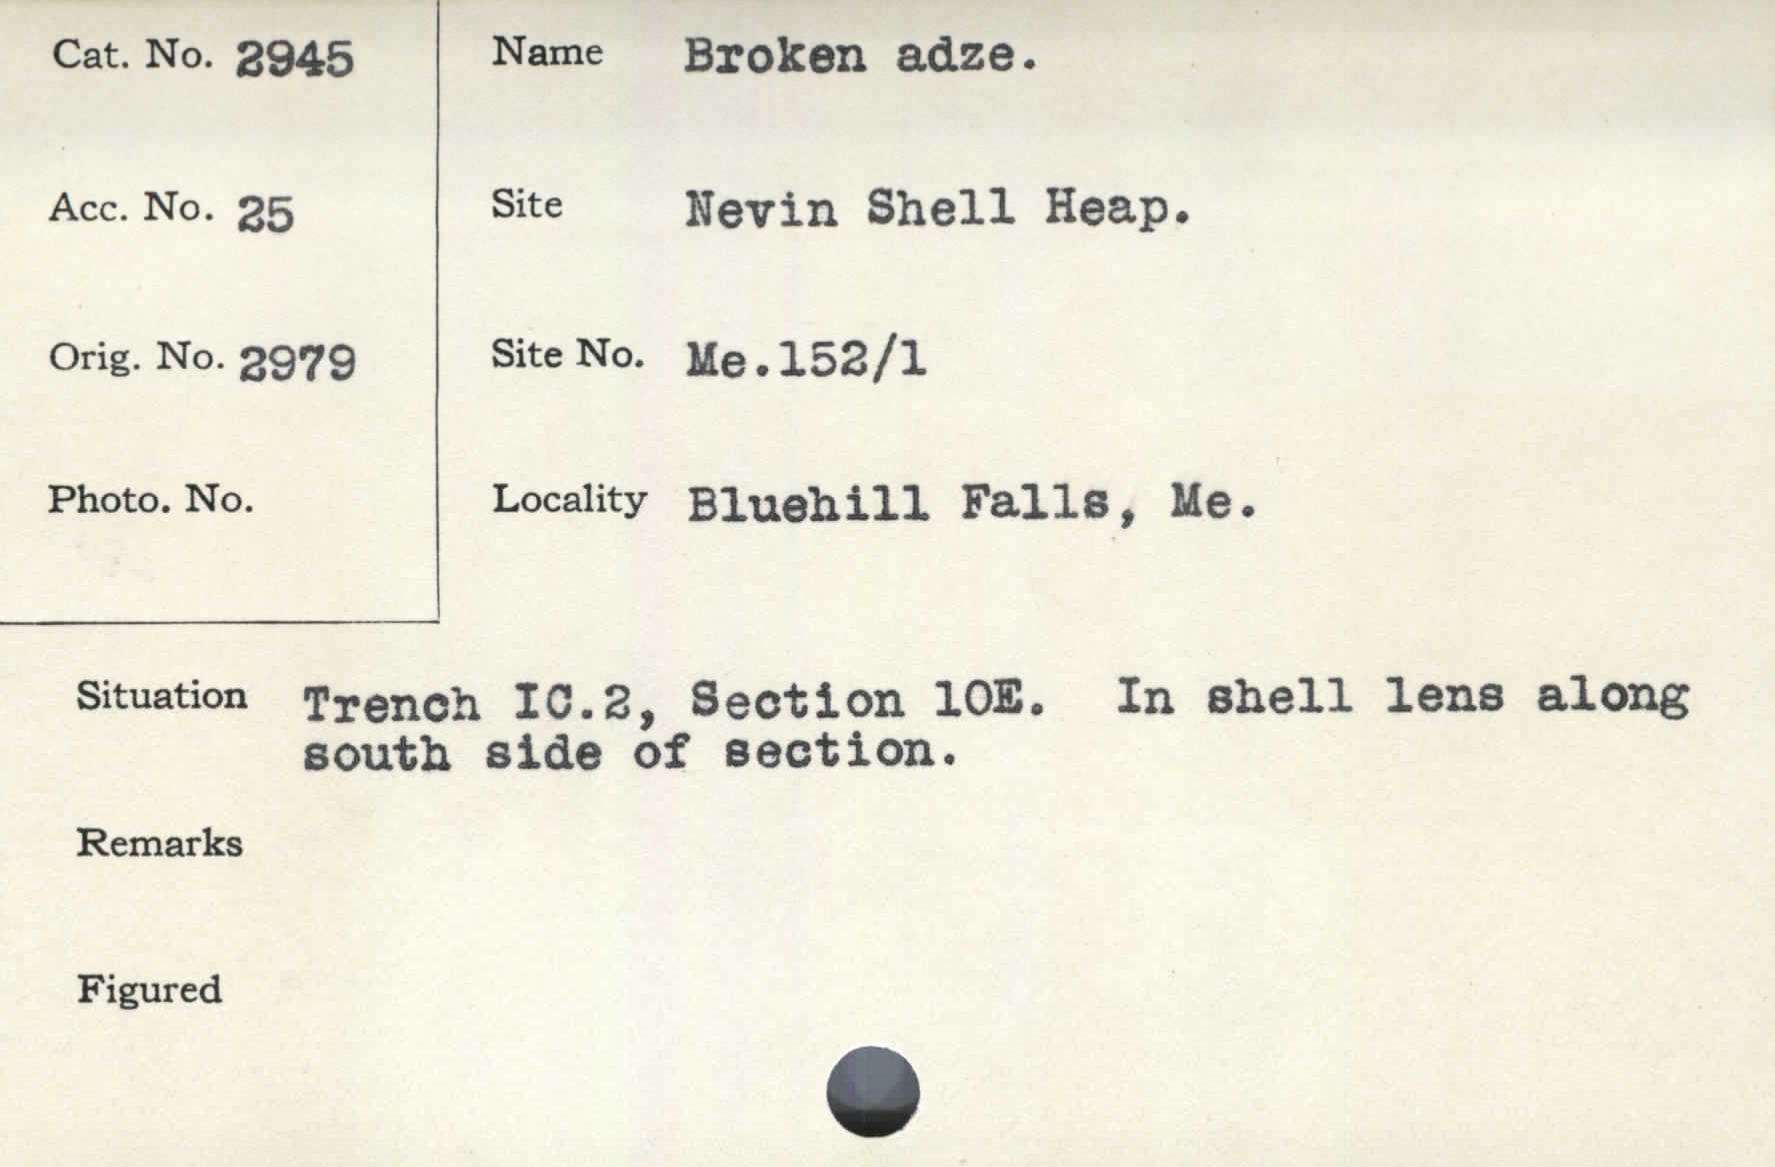 Cat. No. 2945
Name Broken adze.
Acc. No. 25
Site Nevin Shell Heap.
Orig. No. 2979
Site No. Me.152/1
Photo. No.
Locality Bluehill Falls, Me.
Situation Trench IC.2, Section 10E. In shell lens along
south side of section.
Remarks
Figured